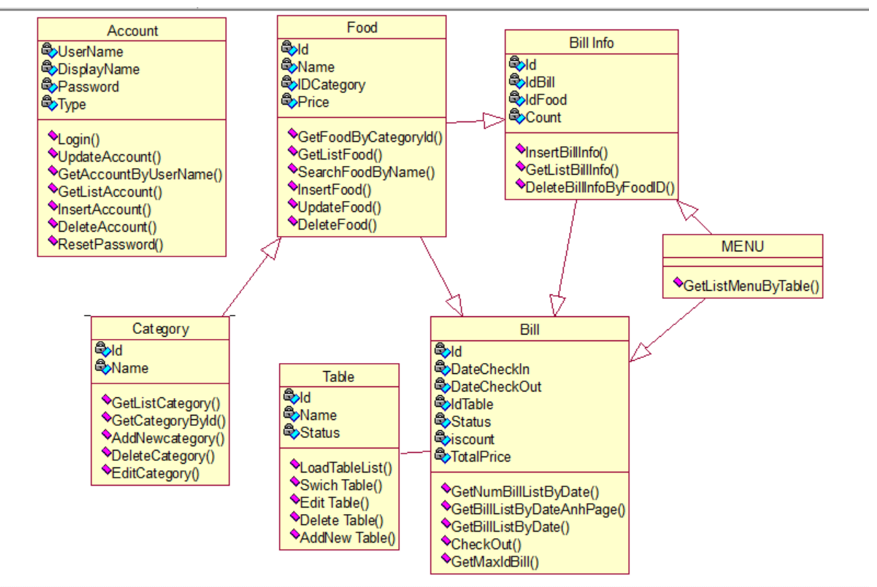 Account
UserName
DisplayName
Password
Type
Login()
UpdateAccount()
GetAccountByUserName()
GetListAccount()
InsertAccount()
DeleteAccount()
ResetPassword()
Food
Id
Name
IDCategory
Price
GetFoodByCategoryId()
GetListFood()
SearchFoodByName()
InsertFood()
UpdateFood()
DeleteFood()
Bill Info
Id
IdBill
IdFood
Count
InsertBillInfo()
GetListBillInfo()
DeleteBillInfoByFoodID()
MENU
GetListMenuByTable()
Category
Id
Name
GetListCategory()
GetCategoryById()
AddNewcategory()
DeleteCategory()
EditCategory()
Table
Id
Name
Status
LoadTableList()
Swich Table()
Edit Table()
Delete Table()
AddNew Table()
Bill
Id
DateCheckIn
DateCheckOut
IdTable
Status
iscount
TotalPrice
GetNumBillListByDate()
GetBillListByDateAnhPage()
GetBillListByDate()
CheckOut()
GetMaxIdBill()